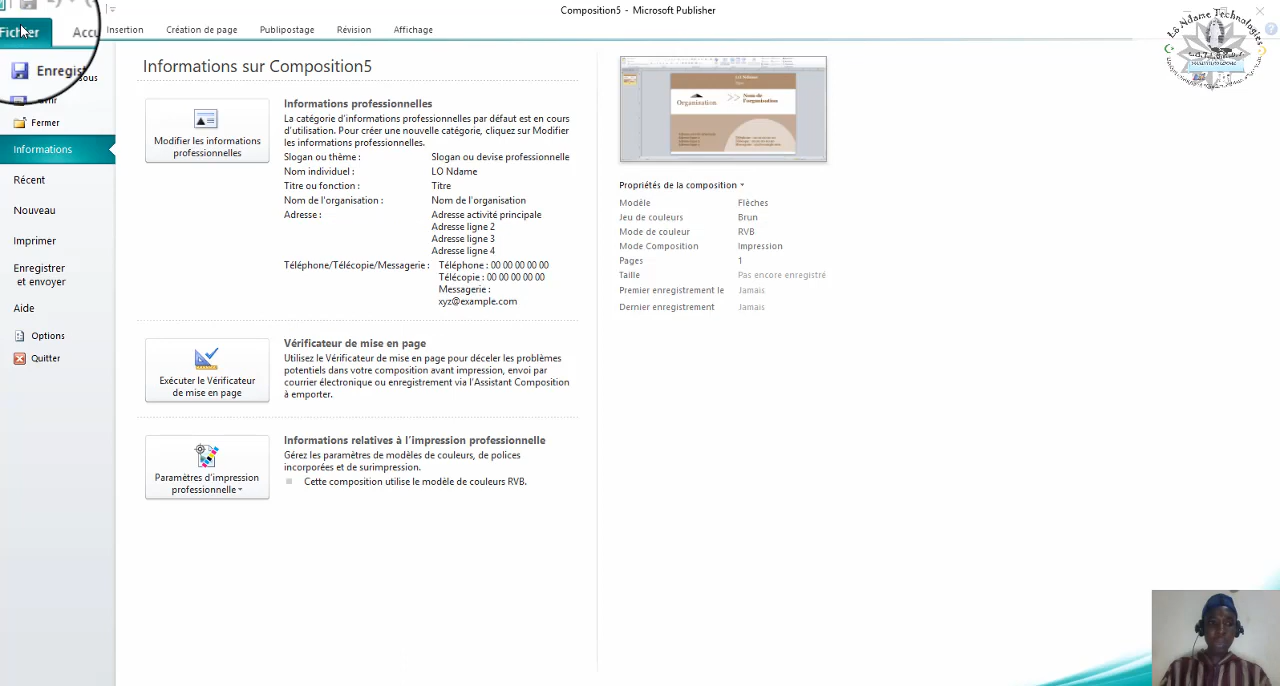 Composition5 - Microsoft Publisher
Fichier
Insertion
Création de page
Publipostage
Révision
Affichage
Fermer
Informations
Récent
Nouveau
Imprimer
Enregistrer
et envoyer
Aide
Options
Quitter
Informations sur Composition5
Modifier les informations
professionnelles
Informations professionnelles
La catégorie d'informations professionnelles par défaut est en cours
d'utilisation. Pour créer une nouvelle catégorie, cliquez sur Modifier
les informations professionnelles.
Slogan ou thème : Slogan ou devise professionnelle
Nom individuel : LO Ndame
Titre ou fonction : Titre
Nom de l'organisation : Nom de l'organisation
Adresse : Adresse activité principale
Adresse ligne 2
Adresse ligne 3
Adresse ligne 4
Téléphone/Télécopie/Messagerie : Téléphone : 00 00 00 00 00
Télécopie : 00 00 00 00 00
Messagerie :
xyz@example.com
Exécuter le Vérificateur
de mise en page
Vérificateur de mise en page
Utilisez le Vérificateur de mise en page pour déceler les problèmes
potentiels dans votre composition avant impression, envoi par
courrier électronique ou enregistrement via l'Assistant Composition
à emporter.
Paramètres d'impression
professionnelle
Informations relatives à l'impression professionnelle
Gérez les paramètres de modèles de couleurs, de polices
incorporées et de surimpression.
Cette composition utilise le modèle de couleurs RVB.
LO Ndame
Organization
Nom de
l'organisation
Propriétés de la composition
Modèle Flèches
Jeu de couleurs Brun
Mode de couleur RVB
Mode Composition Impression
Pages 1
Taille Pas encore enregistré
Premier enregistrement le Jamais
Dernier enregistrement Jamais
Lô Ndame Technologies